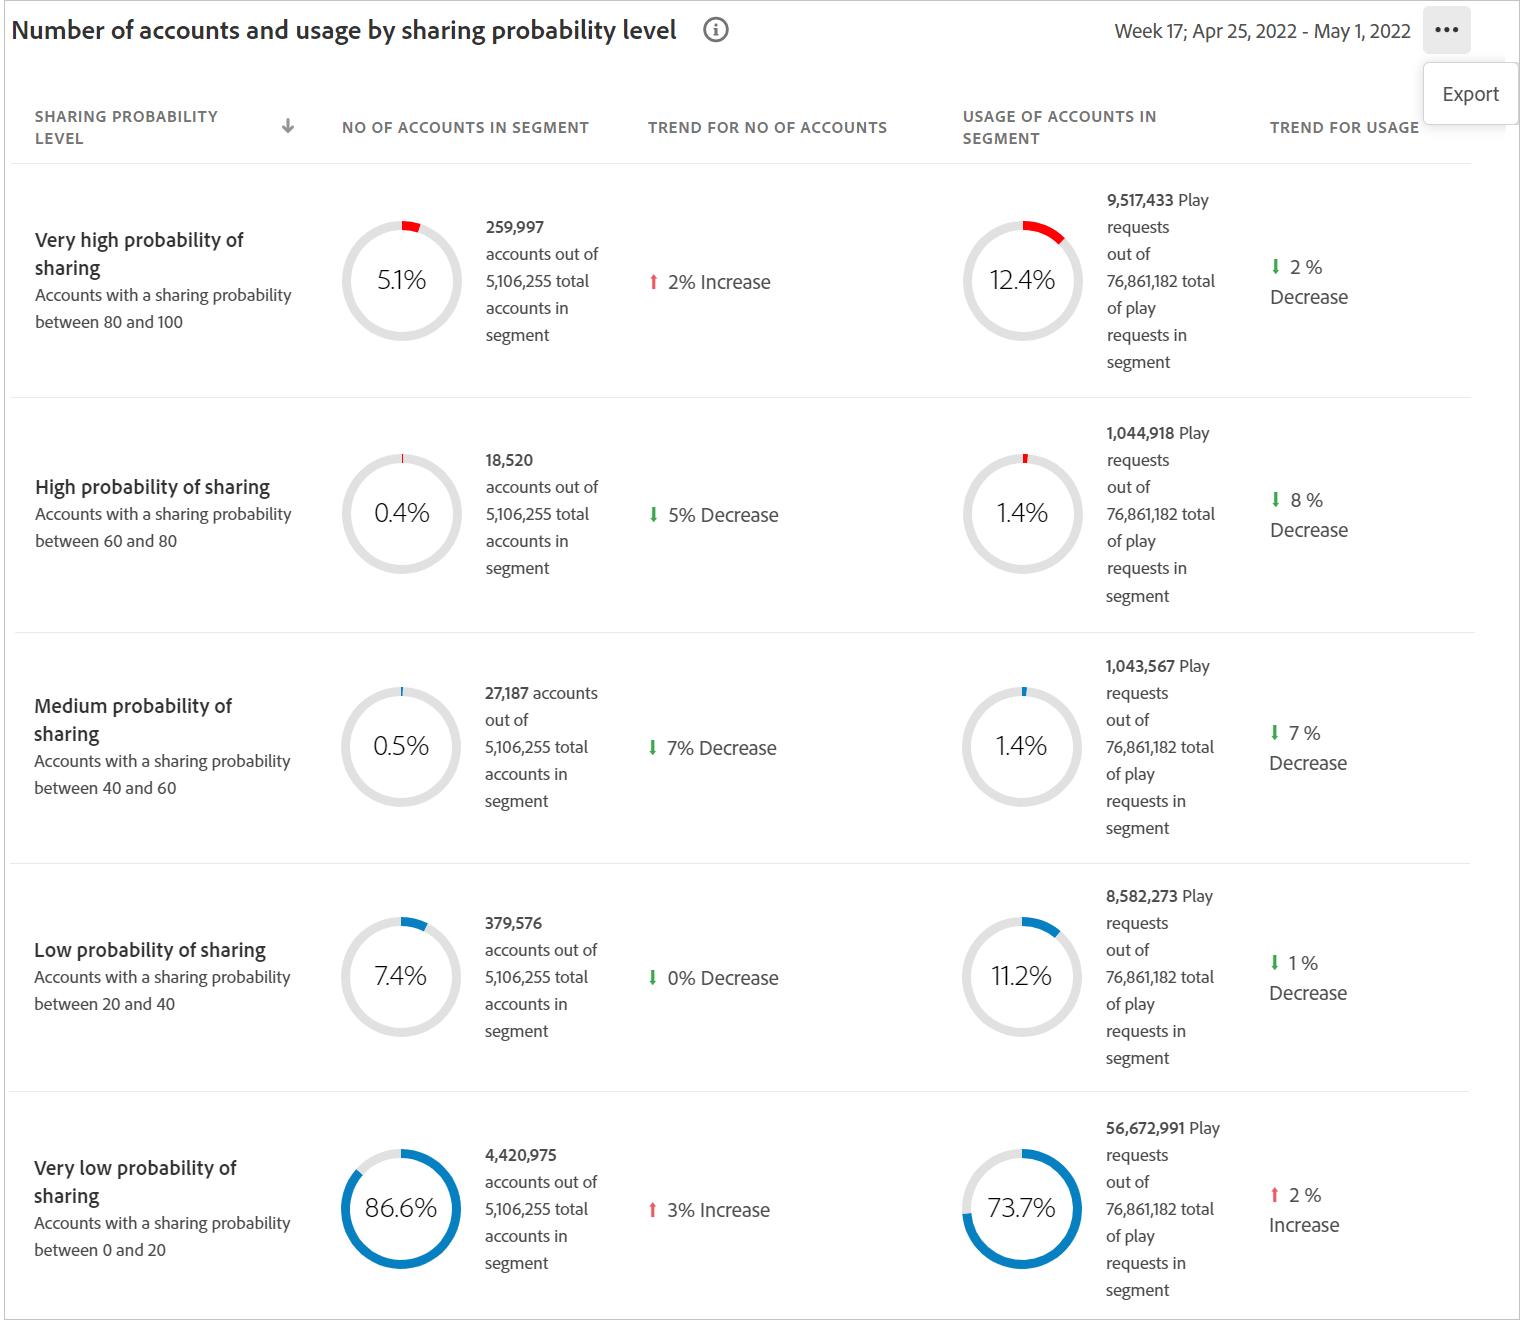 Number of accounts and usage by sharing probability level
Week 17; Apr 25, 2022 - May 1, 2022
Export
SHARING PROBABILITY
LEVEL
NO OF ACCOUNTS IN SEGMENT
TREND FOR NO OF ACCOUNTS
USAGE OF ACCOUNTS IN
SEGMENT
TREND FOR USAGE
Very high probability of
sharing
Accounts with a sharing probability
between 80 and 100
5.1%
259,997
accounts out of
5,106,255 total
accounts in
segment
2% Increase
12.4%
9,517,433 Play
requests
out of
76,861,182 total
of play
requests in
segment
2 %
Decrease
High probability of sharing
Accounts with a sharing probability
between 60 and 80
0.4%
18,520
accounts out of
5,106,255 total
accounts in
segment
5% Decrease
1.4%
1,044,918 Play
requests
out of
76,861,182 total
of play
requests in
segment
8 %
Decrease
Medium probability of
sharing
Accounts with a sharing probability
between 40 and 60
0.5%
27,187 accounts
out of
5,106,255 total
accounts in
segment
7% Decrease
1.4%
1,043,567 Play
requests
out of
76,861,182 total
of play
requests in
segment
7 %
Decrease
Low probability of sharing
Accounts with a sharing probability
between 20 and 40
7.4%
379,576
accounts out of
5,106,255 total
accounts in
segment
0% Decrease
11.2%
8,582,273 Play
requests
out of
76,861,182 total
of play
requests in
segment
1 %
Decrease
Very low probability of
sharing
Accounts with a sharing probability
between 0 and 20
86.6%
4,420,975
accounts out of
5,106,255 total
accounts in
segment
3% Increase
73.7%
56,672,991 Play
requests
out of
76,861,182 total
of play
requests in
segment
2 %
Increase